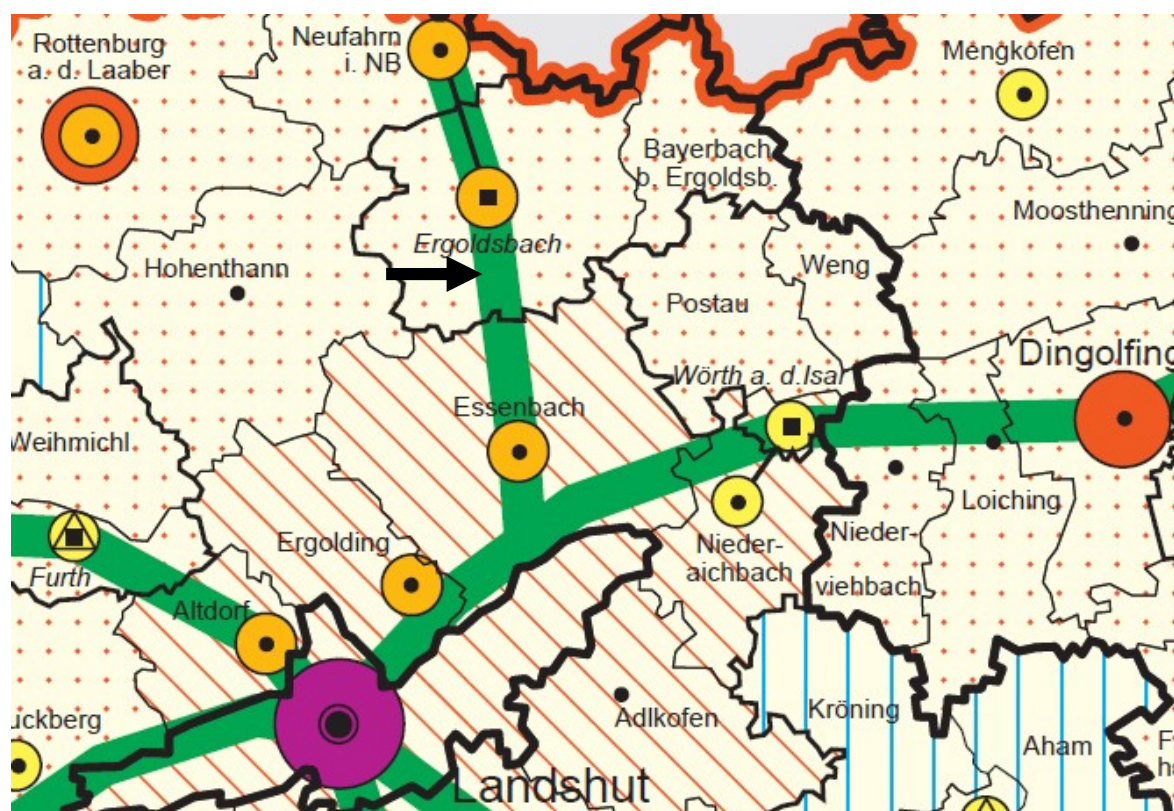 Rottenburg
a. d. Laaber
Neufahrn
i. NB
Mengkofen
Bayerbach
b. Ergoldsb.
Moosthenning
Ergoldsbach
Hohenthann
Weng
Postau
Dingolfing
Wörth a. d.Isar
Essenbach
Weihmichl
Loiching
Ergolding
Nieder-
aichbach
Nieder-
viehbach
Furth
Altdorf
uckberg
Adlkofen
Kröning
Aham
Landshut